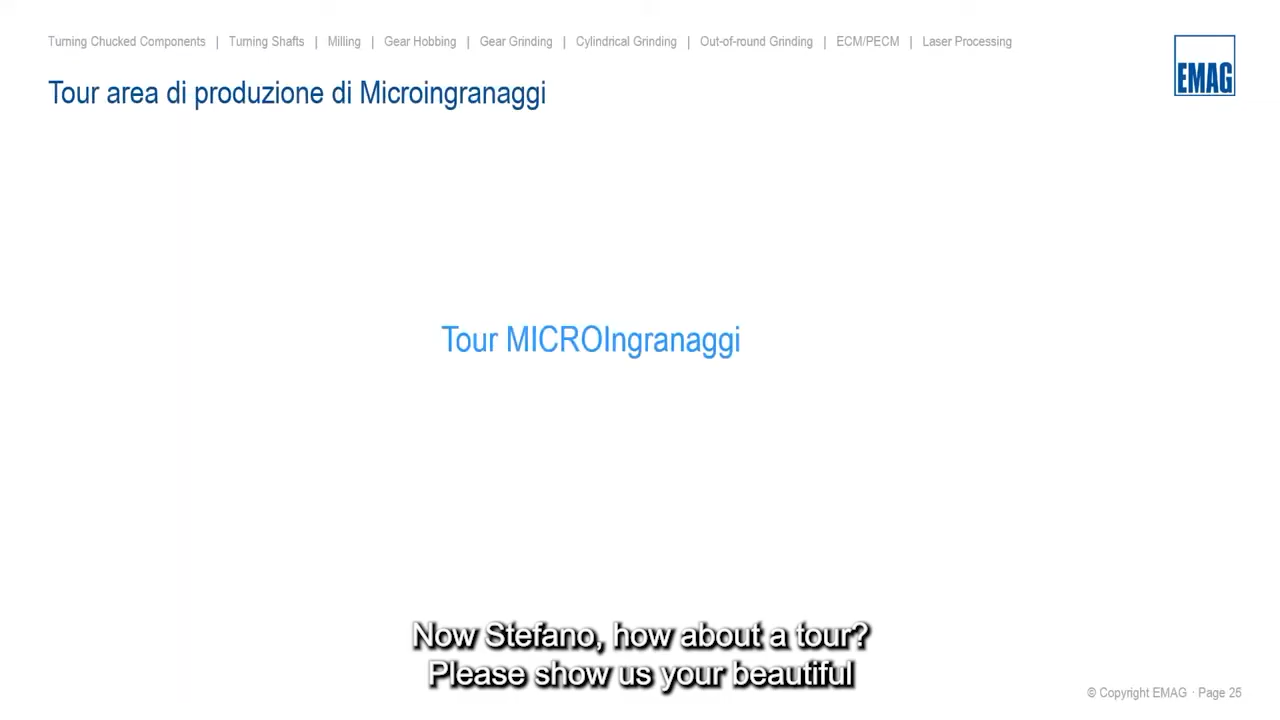 Turning Chucked Components | Turning Shafts | Milling | Gear Hobbing | Gear Grinding | Cylindrical Grinding | Out-of-round Grinding | ECM/PECM | Laser Processing
EMAG
Tour area di produzione di Microingranaggi
Tour MICROIngranaggi
Now Stefano, how about a tour?
Please show us your beautiful
© Copyright EMAG · Page 25